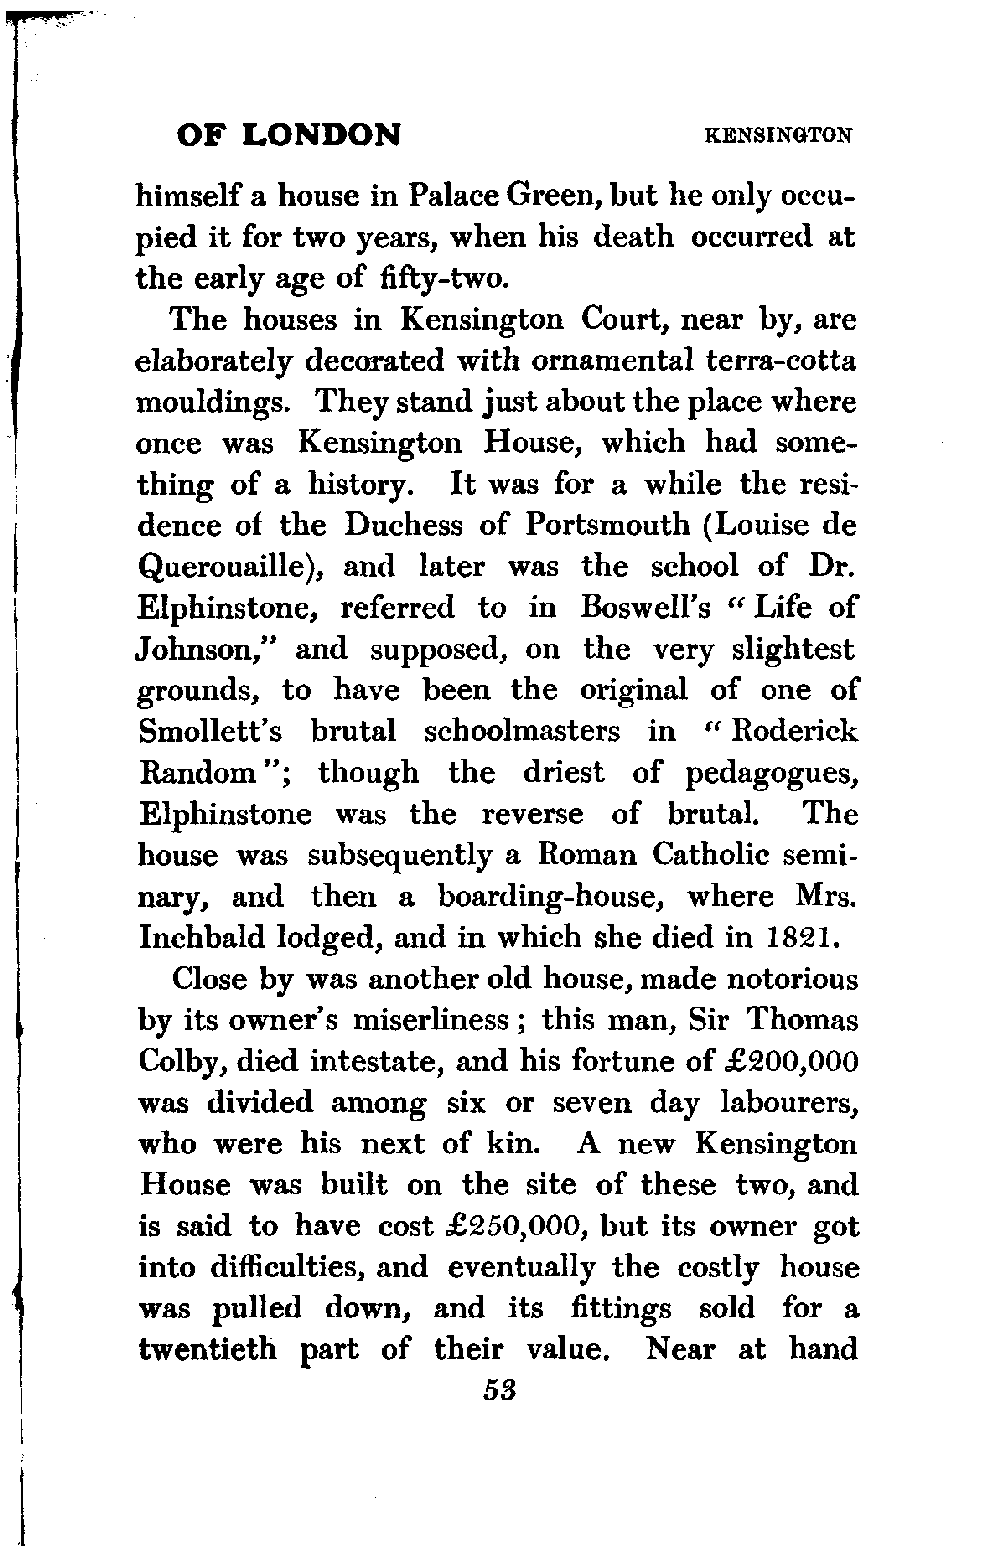 OF LONDON KENSINGTON
himself a house in Palace Green, but he only occu-
pied it for two years, when his death occurred at
the early age of fifty-two.
The houses in Kensington Court, near by, are
elaborately decorated with ornamental terra-cotta
mouldings. They stand just about the place where
once was Kensington House, which had some-
thing of a history. It was for a while the resi-
dence of the Duchess of Portsmouth (Louise de
Querouaille), and later was the school of Dr.
Elphinstone, referred to in Boswell's “Life of
Johnson,” and supposed, on the very slightest
grounds, to have been the original of one of
Smollett's brutal schoolmasters in “Roderick
Random”; though the driest of pedagogues,
Elphinstone was the reverse of brutal. The
house was subsequently a Roman Catholic semi-
nary, and then a boarding-house, where Mrs.
Inchbald lodged, and in which she died in 1821.
Close by was another old house, made notorious
by its owner's miserliness; this man, Sir Thomas
Colby, died intestate, and his fortune of £200,000
was divided among six or seven day labourers,
who were his next of kin. A new Kensington
House was built on the site of these two, and
is said to have cost £250,000, but its owner got
into difficulties, and eventually the costly house
was pulled down, and its fittings sold for a
twentieth part of their value. Near at hand
53